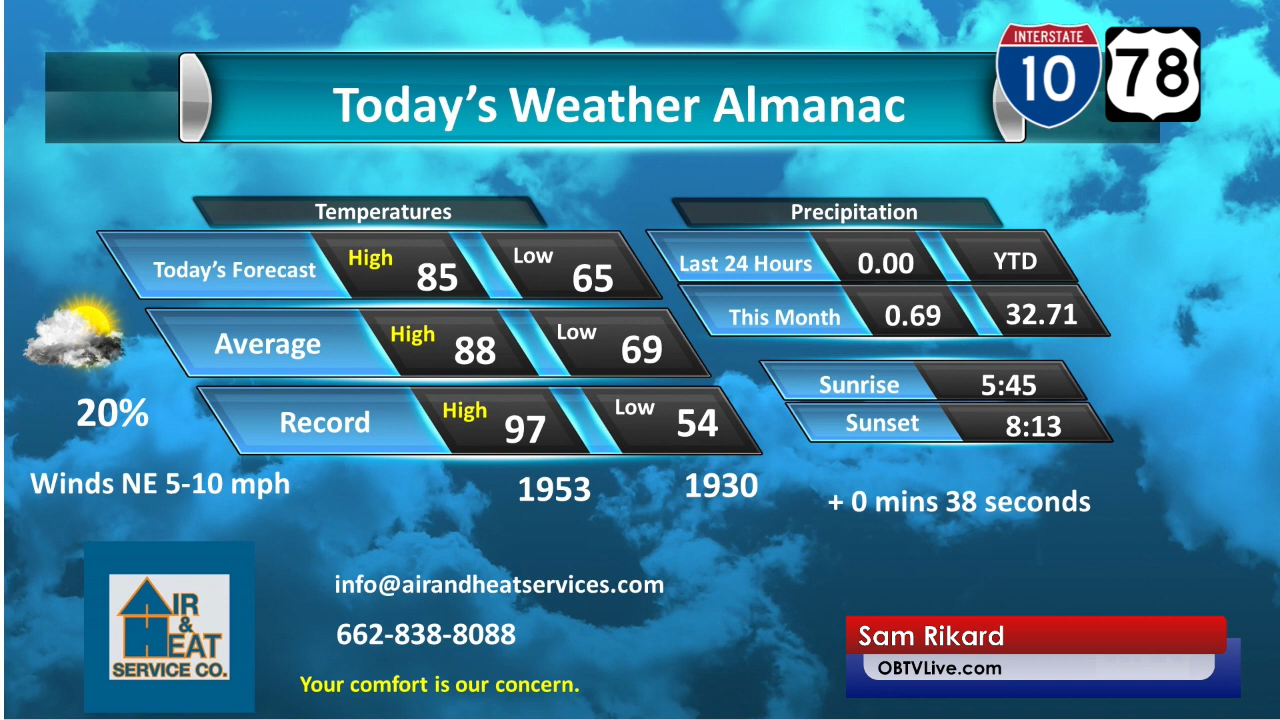 INTERSTATE
10
78
Today's Weather Almanac
Temperatures
Today's Forecast High 85 Low 65
Average High 88 Low 69
Record High 97 Low 54
1953 1930
20%
Winds NE 5-10 mph
Precipitation
Last 24 Hours 0.00 YTD
This Month 0.69 32.71
Sunrise 5:45
Sunset 8:13
+ 0 mins 38 seconds
AIR
&
HEAT
SERVICE CO.
info@airandheatservices.com
662-838-8088
Your comfort is our concern.
Sam Rikard
OBTVLive.com